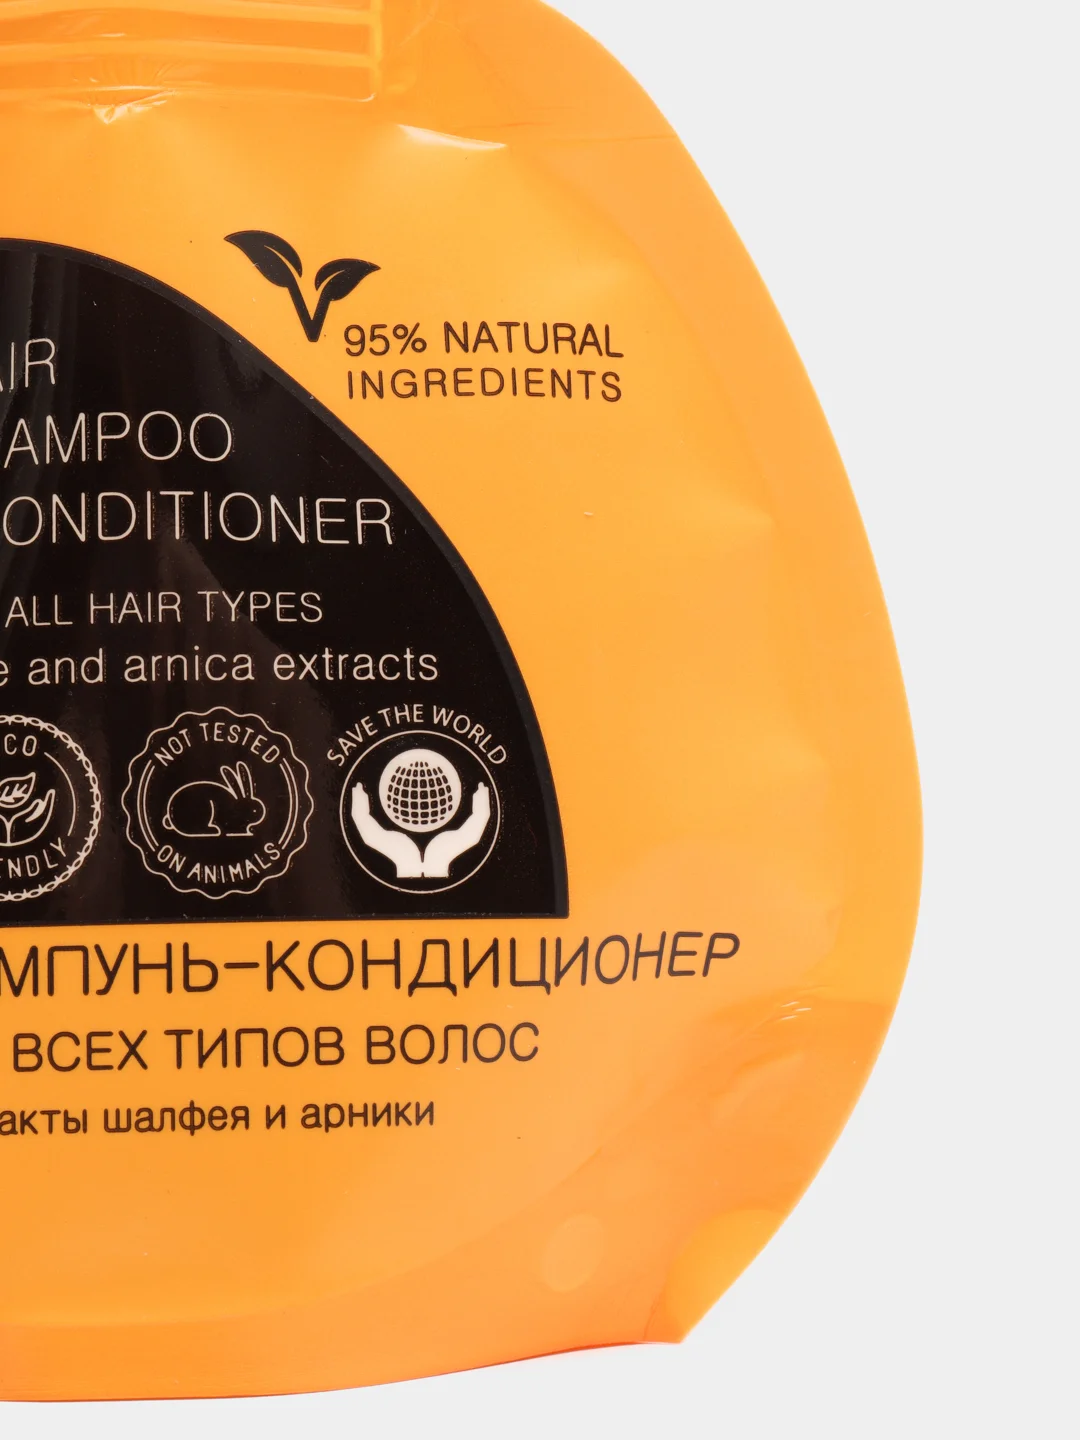 95% NATURAL
INGREDIENTS
AIR
AMPOO
ONDITIONER
ALL HAIR TYPES
e and arnica extracts
CO
NDLY
NOT TESTED
ON ANIMALS
SAVE THE WORLD
МПУНЬ-КОНДИЦИОНЕР
ВСЕХ ТИПОВ ВОЛОС
акты шалфея и арники